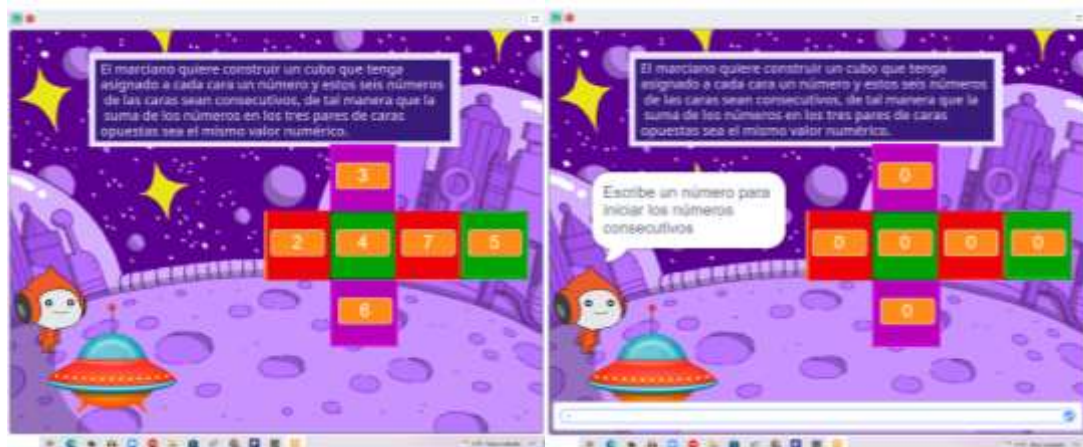 El marciano quiere construir un cubo que tenga
asignado a cada cara un número y estos seis números
de las caras sean consecutivos, de tal manera que la
suma de los números en los tres pares de caras
opuestas sea el mismo valor numérico.
3
2 4 7 5
6
El marciano quiere construir un cubo que tenga
asignado a cada cara un número y estos seis números
de las caras sean consecutivos, de tal manera que la
suma de los números en los tres pares de caras
opuestas sea el mismo valor numérico.
Escribe un número para
iniciar los números
consecutivos
0
0 0 0 0
0